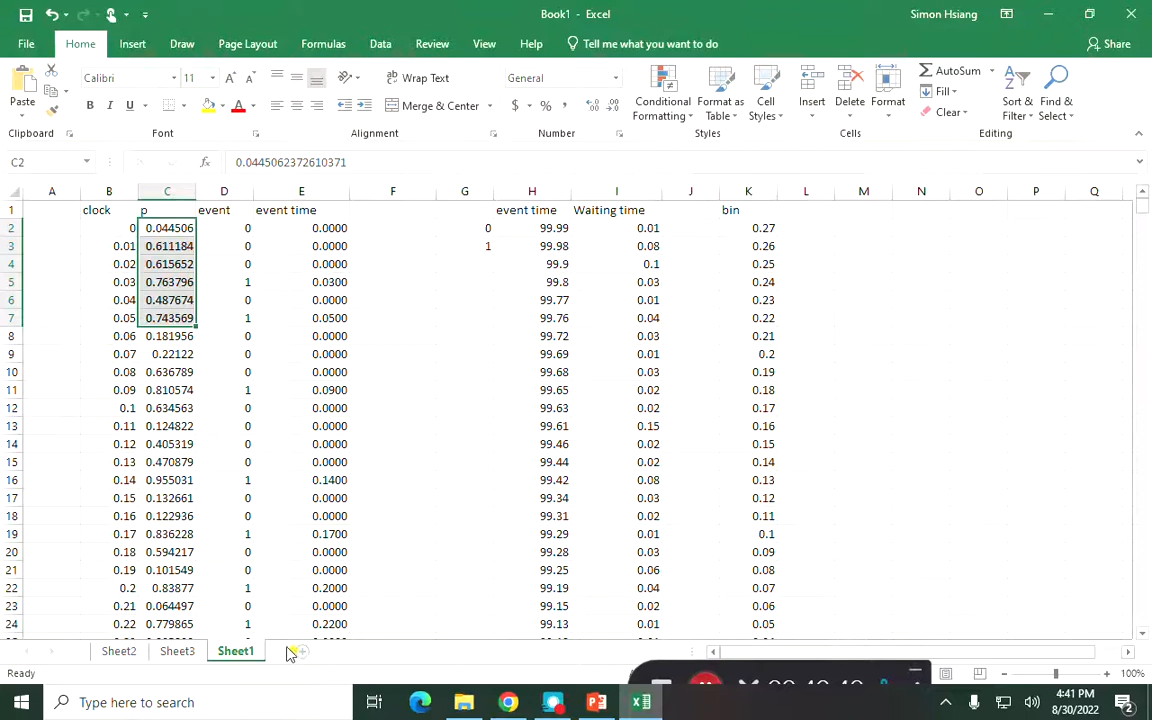 Book1 - Excel
Simon Hsiang
File Home Insert Draw Page Layout Formulas Data Review View Help Tell me what you want to do Share
Paste
Calibri 11
B I U A
Wrap Text
Merge & Center
General
$ % ,
Conditional Formatting
Format as Table
Cell Styles
Insert Delete Format
AutoSum
Fill
Clear
Sort & Filter
Find & Select
Clipboard Font Alignment Number Styles Cells Editing
C2 fx 0.0445062372610371
A B C D E F G H I J K L M N O P Q
1 clock p event event time event time Waiting time bin
2 0 0.044506 0 0.0000 0 99.99 0.01 0.27
3 0.01 0.611184 0 0.0000 1 99.98 0.08 0.26
4 0.02 0.615652 0 0.0000 99.9 0.1 0.25
5 0.03 0.763796 1 0.0300 99.8 0.03 0.24
6 0.04 0.487674 0 0.0000 99.77 0.01 0.23
7 0.05 0.743569 1 0.0500 99.76 0.04 0.22
8 0.06 0.181956 0 0.0000 99.72 0.03 0.21
9 0.07 0.22122 0 0.0000 99.69 0.01 0.2
10 0.08 0.636789 0 0.0000 99.68 0.03 0.19
11 0.09 0.810574 1 0.0900 99.65 0.02 0.18
12 0.1 0.634563 0 0.0000 99.63 0.02 0.17
13 0.11 0.124822 0 0.0000 99.61 0.15 0.16
14 0.12 0.405319 0 0.0000 99.46 0.02 0.15
15 0.13 0.470879 0 0.0000 99.44 0.02 0.14
16 0.14 0.955031 1 0.1400 99.42 0.08 0.13
17 0.15 0.132661 0 0.0000 99.34 0.03 0.12
18 0.16 0.122936 0 0.0000 99.31 0.02 0.11
19 0.17 0.836228 1 0.1700 99.29 0.01 0.1
20 0.18 0.594217 0 0.0000 99.28 0.03 0.09
21 0.19 0.101549 0 0.0000 99.25 0.06 0.08
22 0.2 0.83877 1 0.2000 99.19 0.04 0.07
23 0.21 0.064497 0 0.0000 99.15 0.02 0.06
24 0.22 0.779865 1 0.2200 99.13 0.01 0.05
Sheet2 Sheet3 Sheet1
Ready
100%
Type here to search
4:41 PM
8/30/2022
2